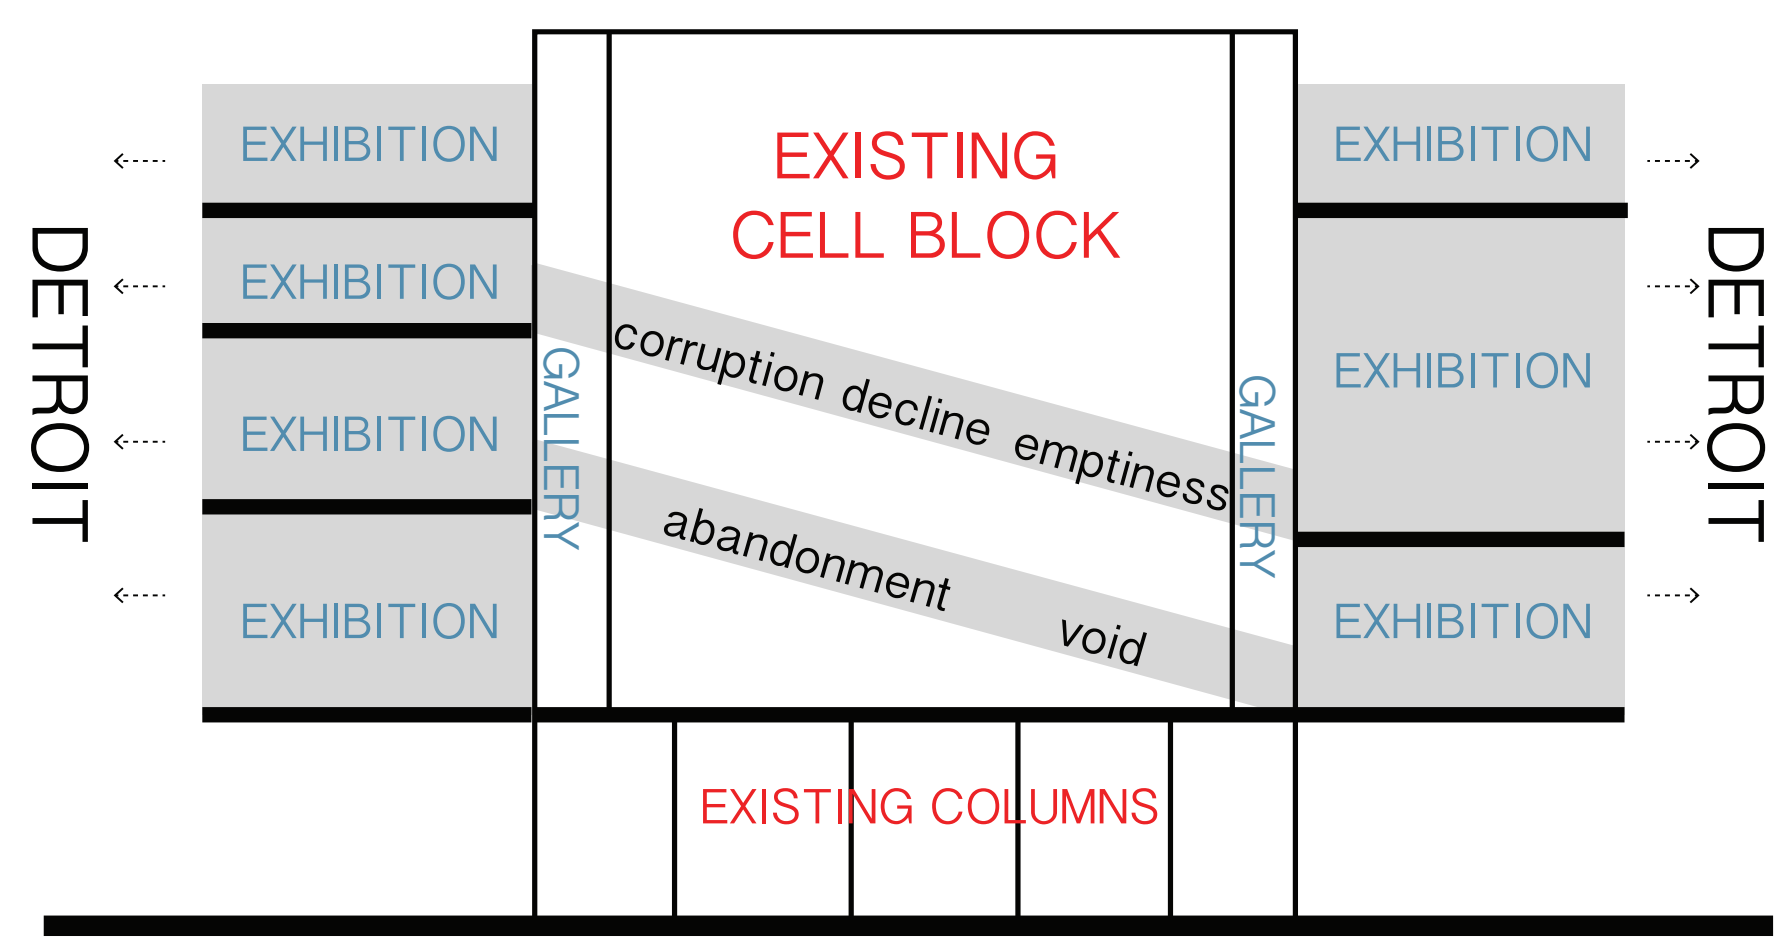 EXHIBITION
EXISTING
CELL BLOCK
EXHIBITION
DETROIT
EXHIBITION
EXHIBITION
EXHIBITION
GALLERY
corruption decline emptiness
abandonment void
GALLERY
EXHIBITION
DETROIT
EXHIBITION
EXHIBITION
EXISTING COLUMNS